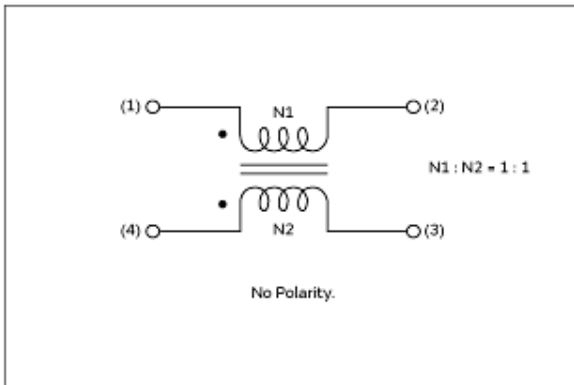 (1)
N1
(2)
N1 : N2 = 1 : 1
(4)
N2
(3)
No Polarity.